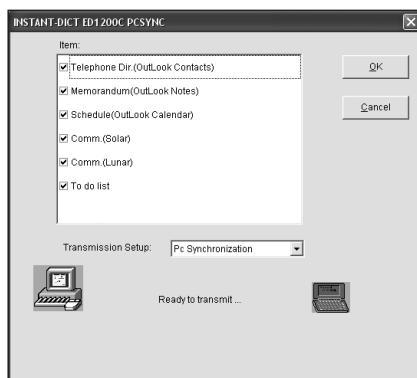 INSTANT-DICT ED1200C PCSYNC
Item:
Telephone Dir.(OutLook Contacts)
OK
Memorandum(OutLook Notes)
Schedule(OutLook Calendar)
Cancel
Comm.(Solar)
Comm.(Lunar)
To do list
Transmission Setup: Pc Synchronization
Ready to transmit ...